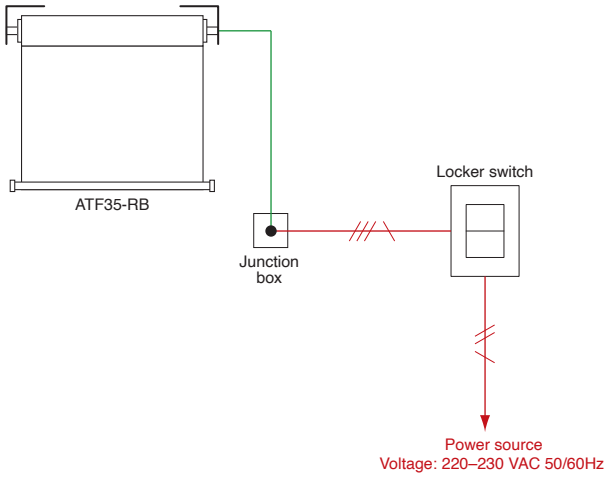 ATF35-RB
Locker switch
Junction
box
Power source
Voltage: 220–230 VAC 50/60Hz